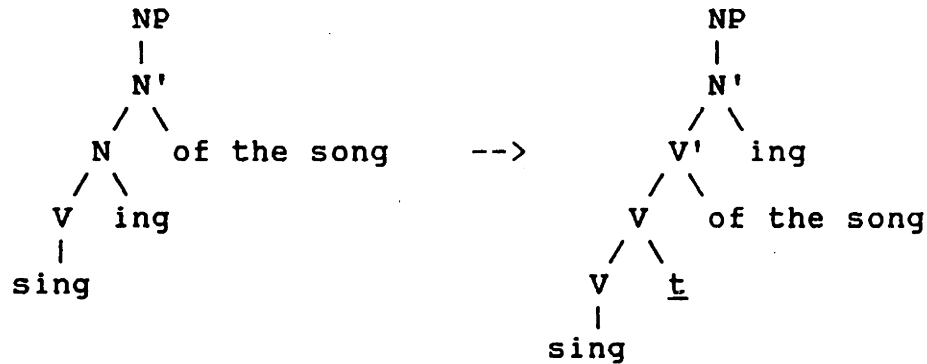 NP NP
N' N'
N of the song --> V' ing
V ing V of the song
sing V t
sing